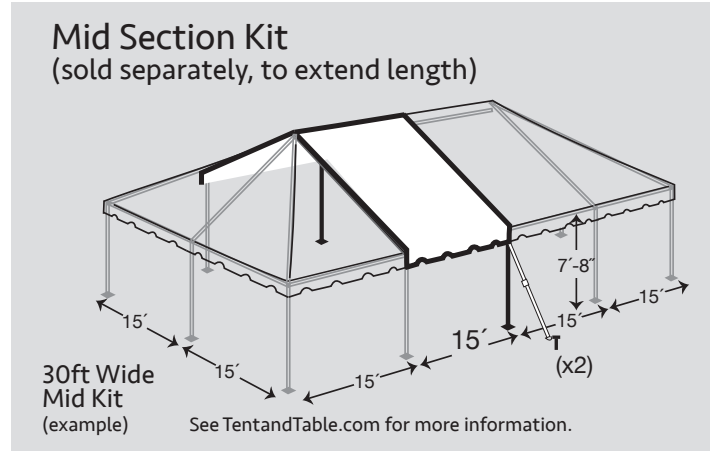 Mid Section Kit
(sold separately, to extend length)
7´-8˝
15´
15´
15´
15´
15´
15´
T
(x2)
30ft Wide
Mid Kit
(example)
See TentandTable.com for more information.